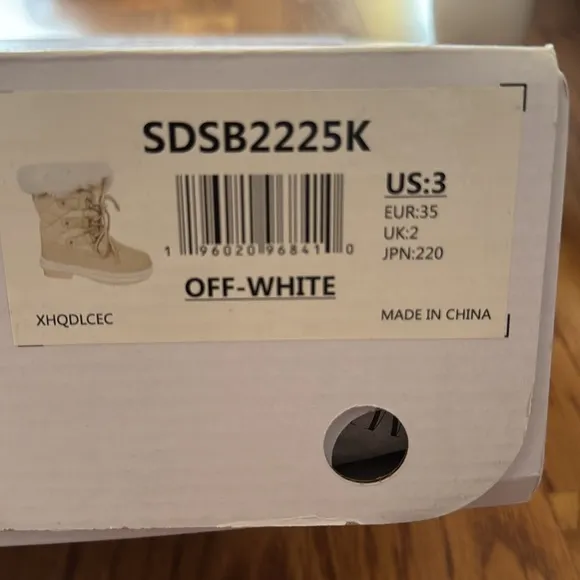 SDSB2225K
US:3
EUR:35
UK:2
JPN:220
1 96020 96841 0
OFF-WHITE
XHQDLCEC
MADE IN CHINA